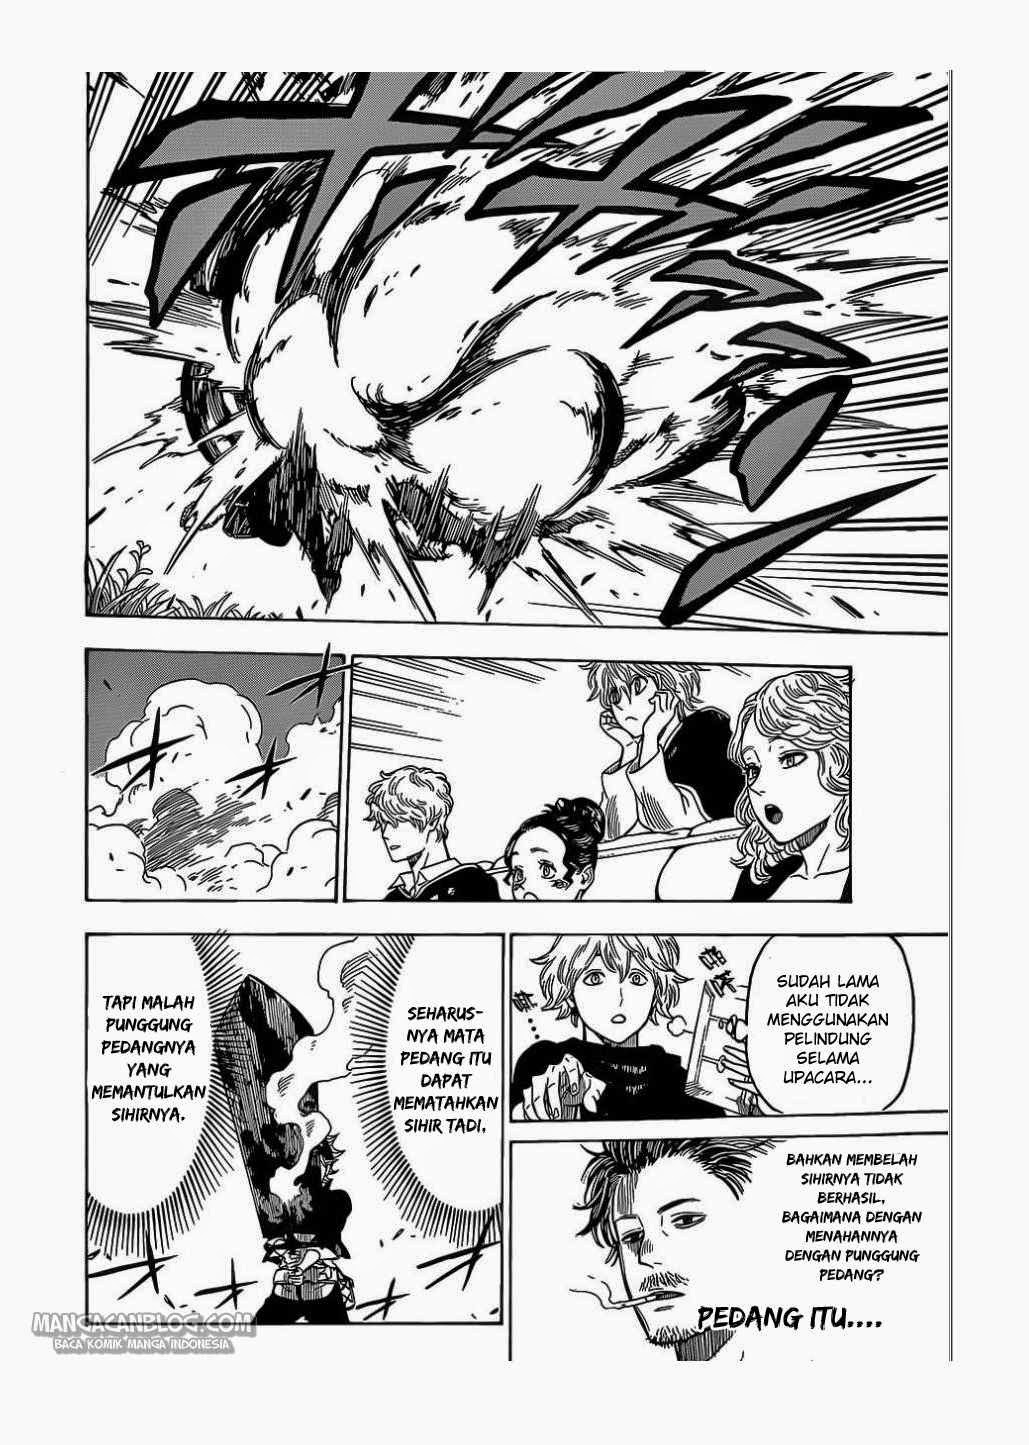 SUDAH LAMA
AKU TIDAK
MENGGUNAKAN
PELINDUNG
SELAMA
UPACARA...
BAHKAN MEMBELAH
SIHIRNYA TIDAK
BERHASIL,
BAGAIMANA DENGAN
MENAHANNYA
DENGAN PUNGGUNG
PEDANG?
PEDANG ITU....
SEHARUS-
NYA MATA
PEDANG ITU
DAPAT
MEMATAHKAN
SIHIR TADI,
TAPI MALAH
PUNGGUNG
PEDANGNYA
YANG
MEMANTULKAN
SIHIRNYA.
MANGACANBLOG.COM
BACA KOMIK MANGA INDONESIA